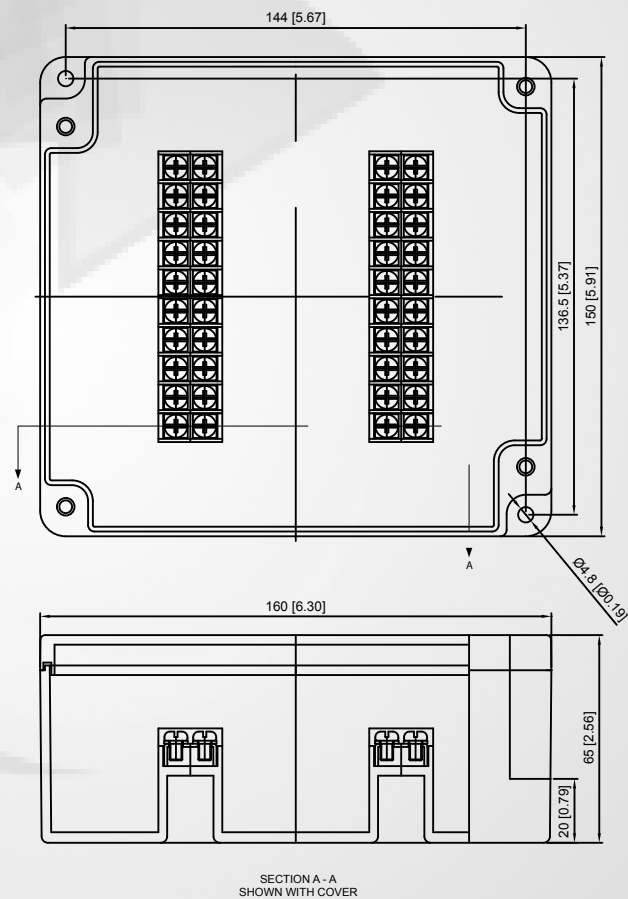 144 [5.67]
136.5 [5.37]
150 [5.91]
A
A
Ø4.8 [Ø0.19]
160 [6.30]
65 [2.56]
20 [0.79]
SECTION A - A
SHOWN WITH COVER